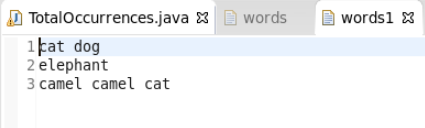 TotalOccurrences.java words words1
1 cat dog
2 elephant
3 camel camel cat